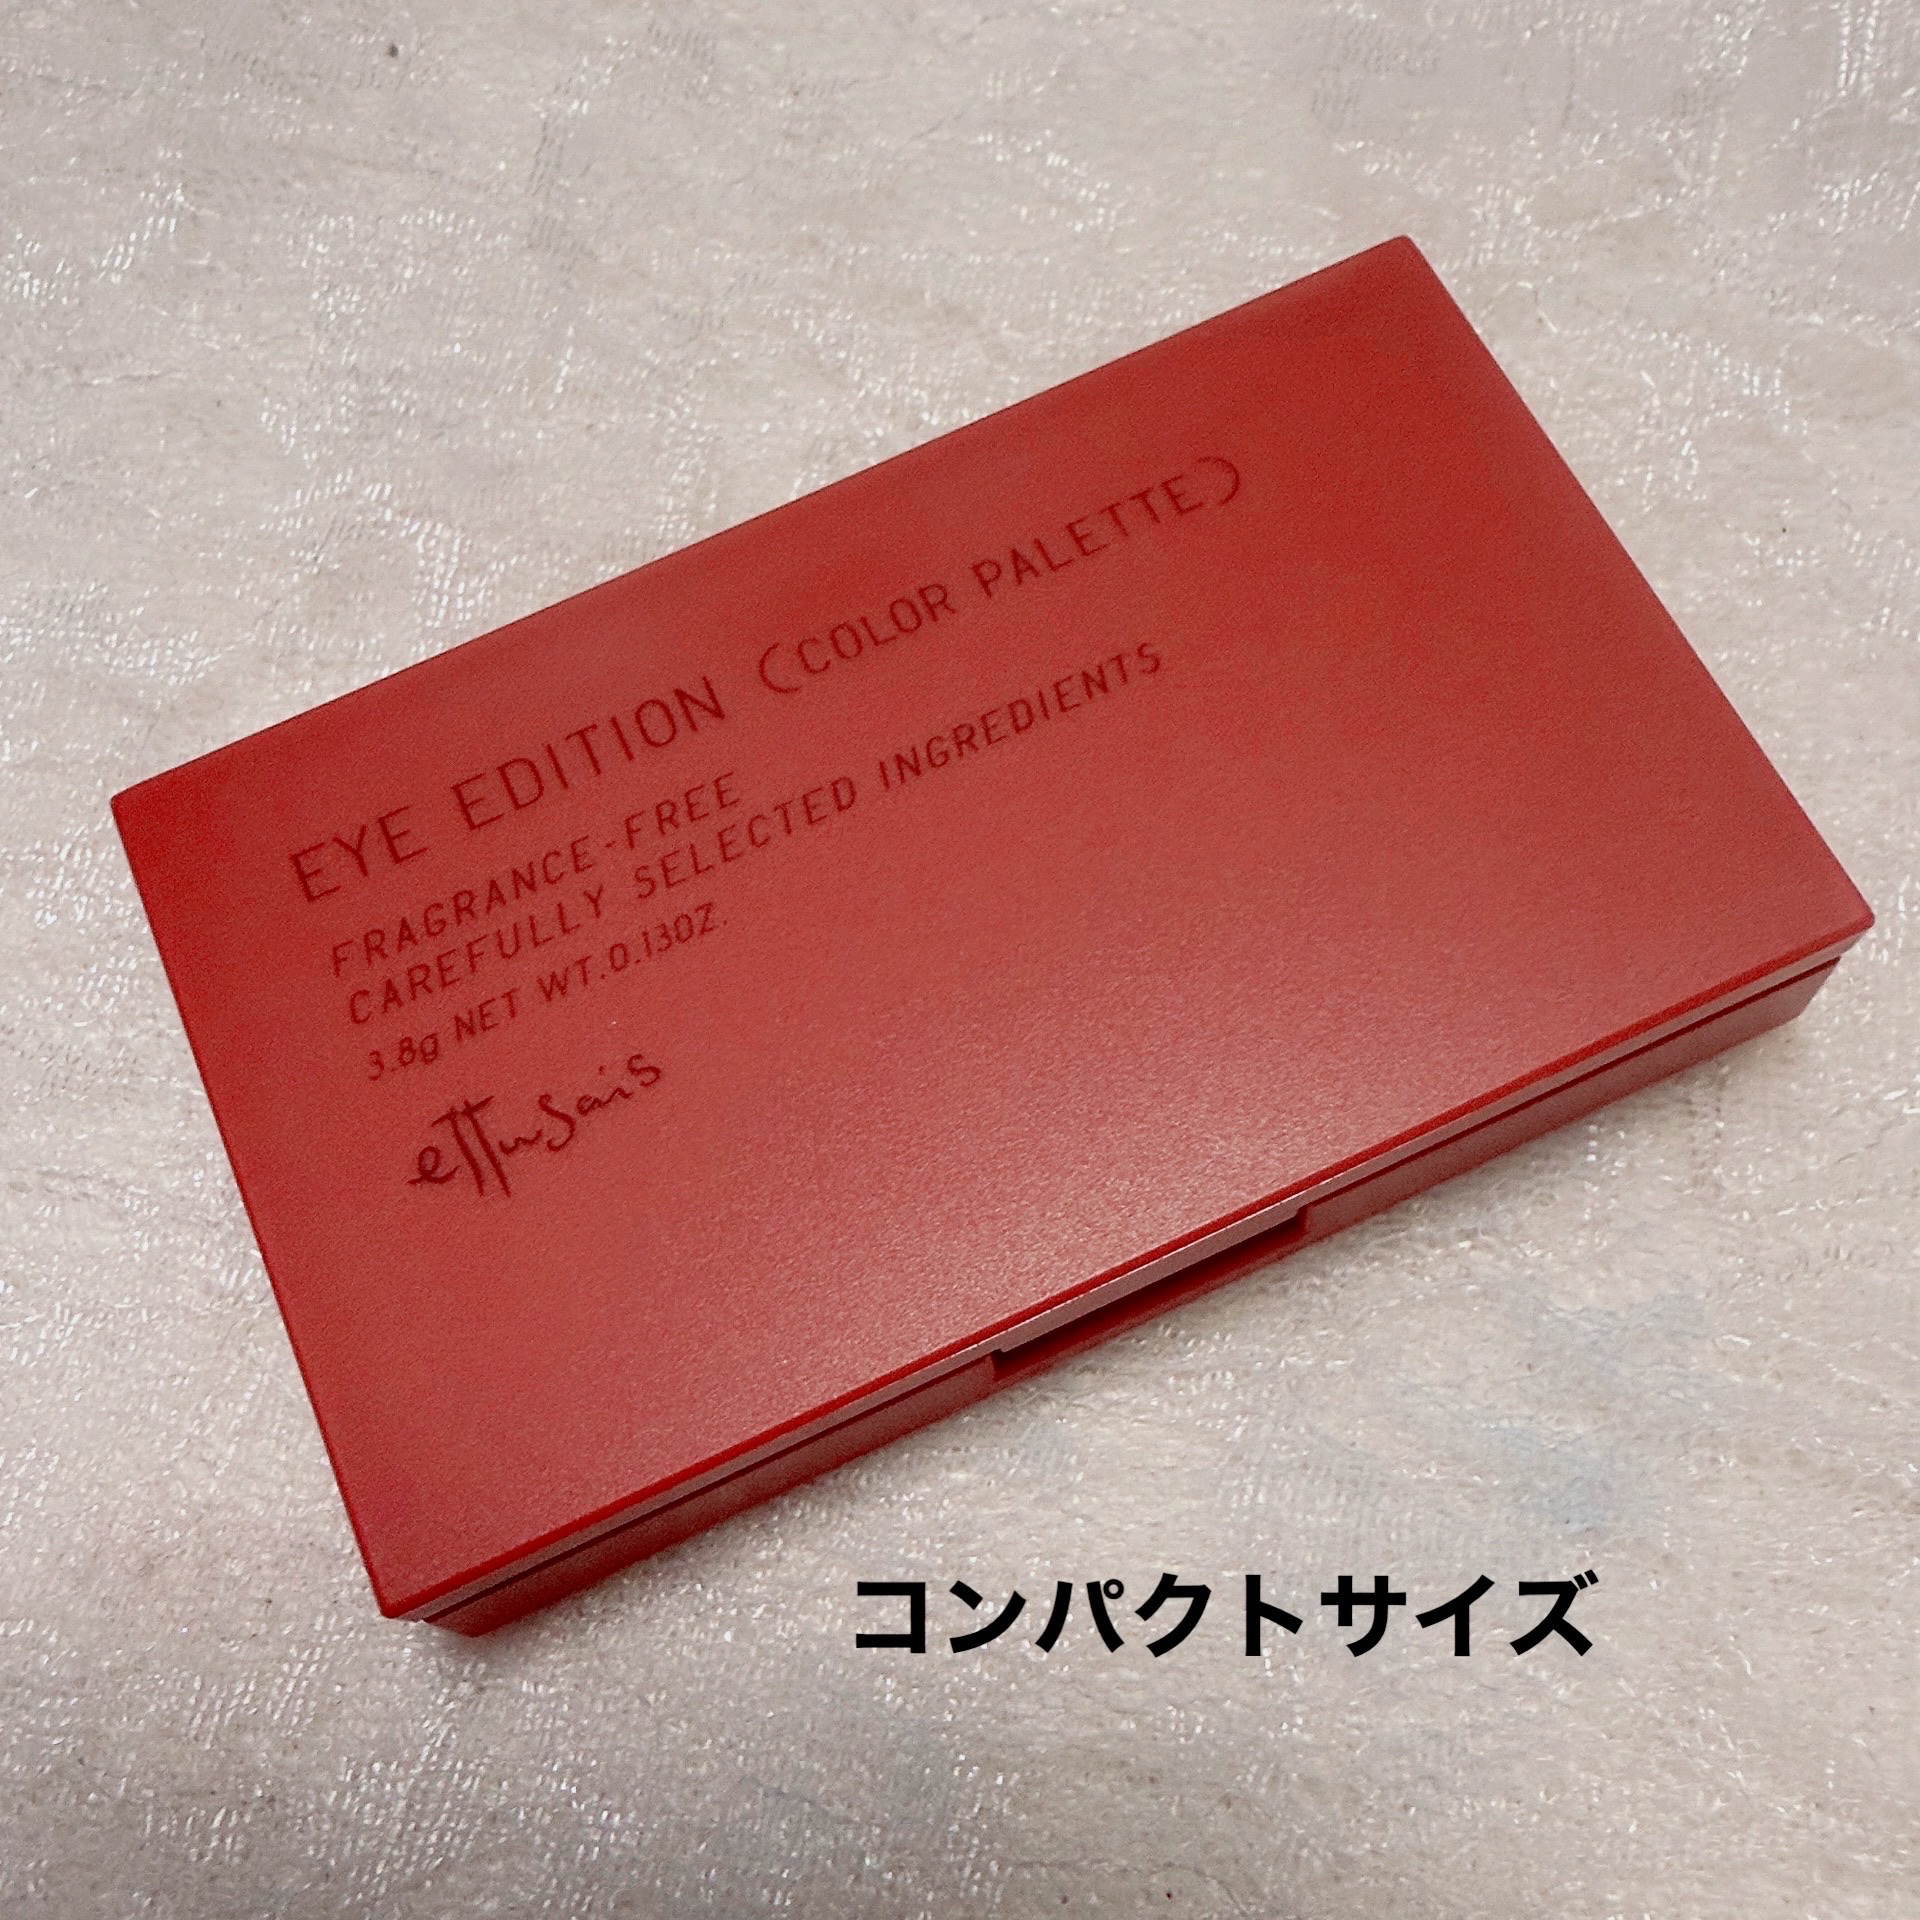 EYE EDITION (COLOR PALETTE)
FRAGRANCE-FREE
CAREFULLY SELECTED INGREDIENTS
3.8g NET WT.0.13OZ.
ettusais
コンパクトサイズ